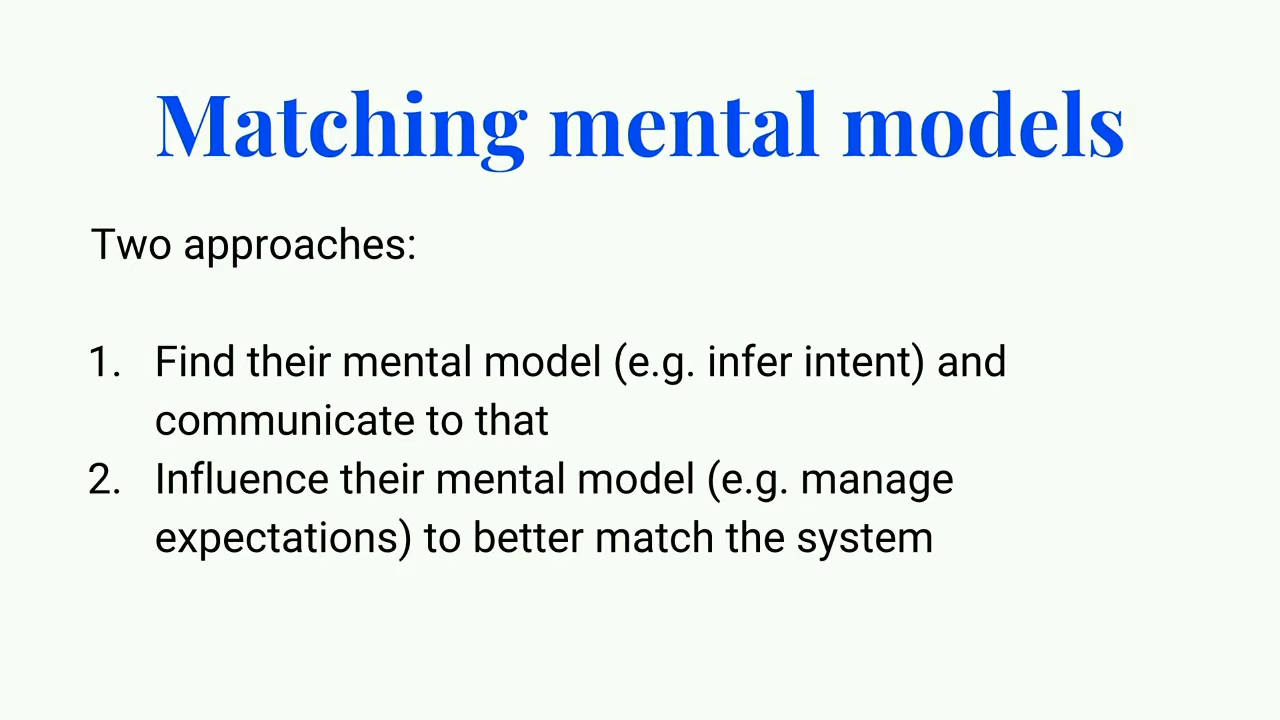 Matching mental models
Two approaches:
1. Find their mental model (e.g. infer intent) and
communicate to that
2. Influence their mental model (e.g. manage
expectations) to better match the system